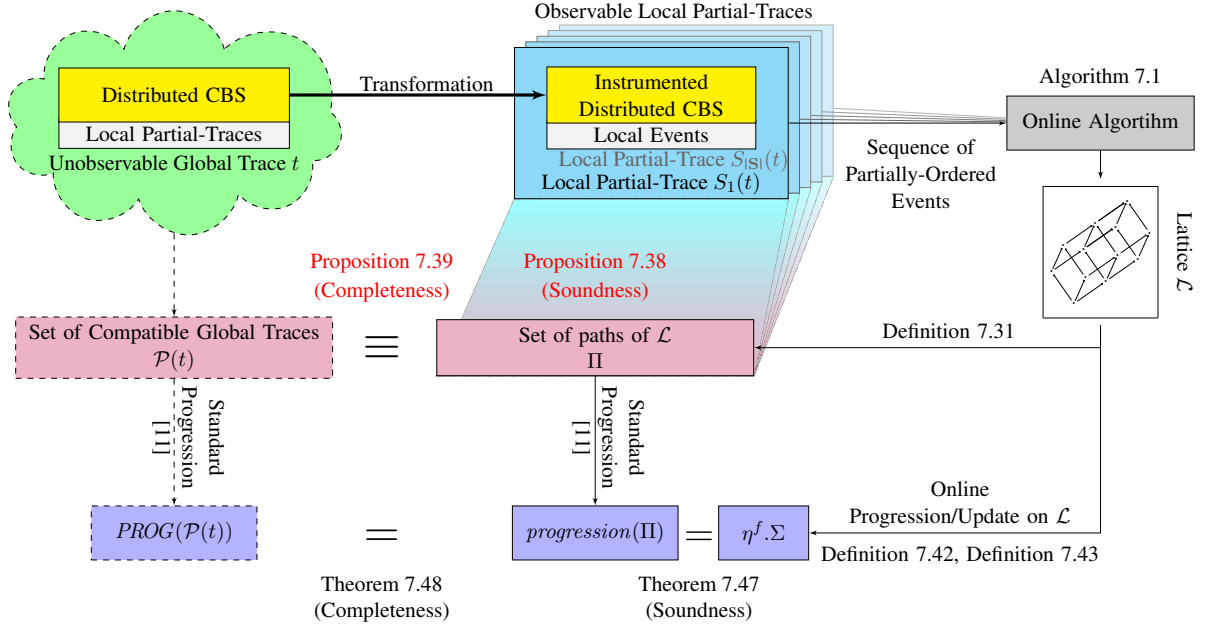 Observable Local Partial-Traces
Distributed CBS
Local Partial-Traces
Unobservable Global Trace t
Transformation
Instrumented
Distributed CBS
Local Events
Local Partial-Trace S|S|(t)
Local Partial-Trace S1(t)
Algorithm 7.1
Online Algortihm
Sequence of
Partially-Ordered
Events
Lattice ℒ
Proposition 7.39
(Completeness)
Proposition 7.38
(Soundness)
Set of Compatible Global Traces
𝒫(t)
≡
Set of paths of ℒ
Π
Definition 7.31
Standard
Progression
[11]
Standard
Progression
[11]
PROG(𝒫(t))
=
progression(Π)
=
η^f.Σ
Online
Progression/Update on ℒ
Definition 7.42, Definition 7.43
Theorem 7.48
(Completeness)
Theorem 7.47
(Soundness)